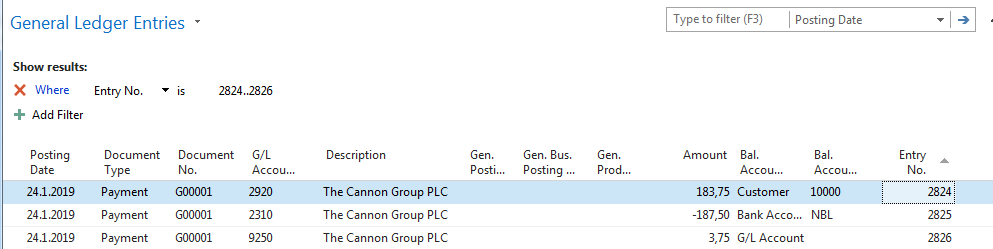 General Ledger Entries
Type to filter (F3) Posting Date
Show results:
Where Entry No. is 2824..2826
Add Filter
Posting Document Document G/L Description Gen. Gen. Bus. Gen. Amount Bal. Bal. Entry
Date Type No. Accou... Posti... Posting ... Prod... Accou... Accou... No.
24.1.2019 Payment G00001 2920 The Cannon Group PLC 183,75 Customer 10000 2824
24.1.2019 Payment G00001 2310 The Cannon Group PLC -187,50 Bank Acco... NBL 2825
24.1.2019 Payment G00001 9250 The Cannon Group PLC 3,75 G/L Account 2826